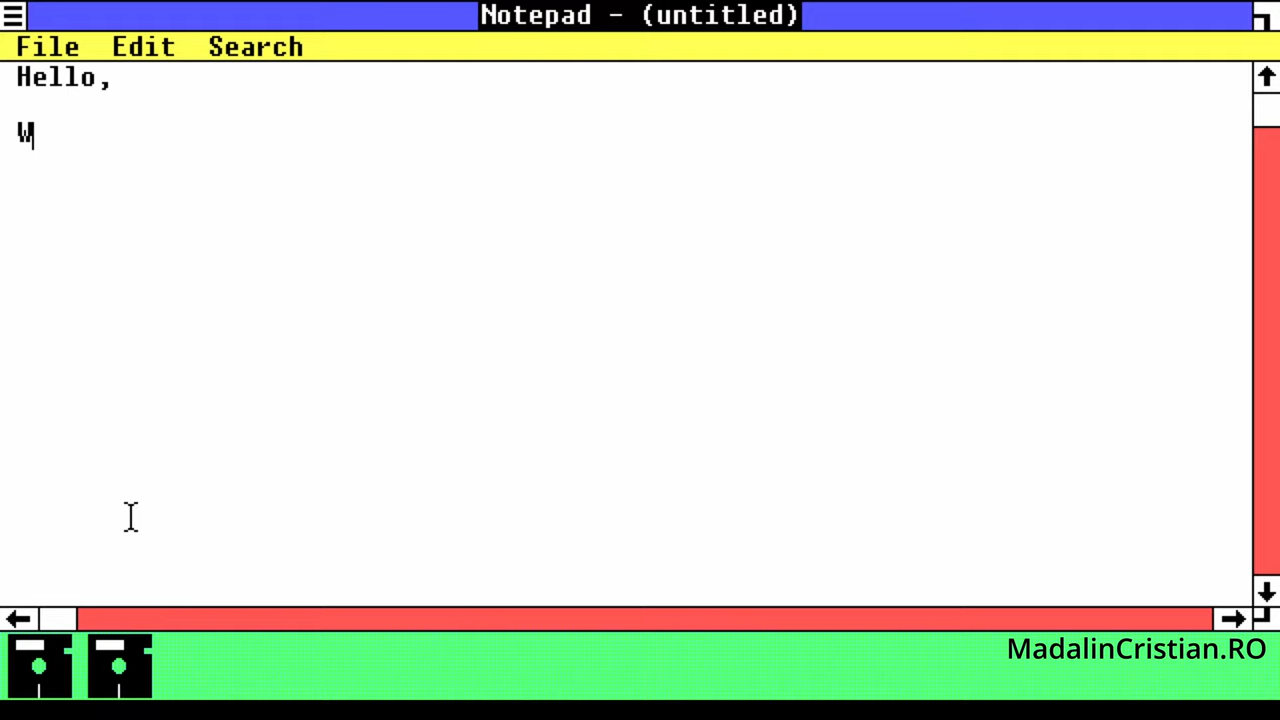 Notepad - (untitled)
File Edit Search
Hello,
W
MadalinCristian.RO